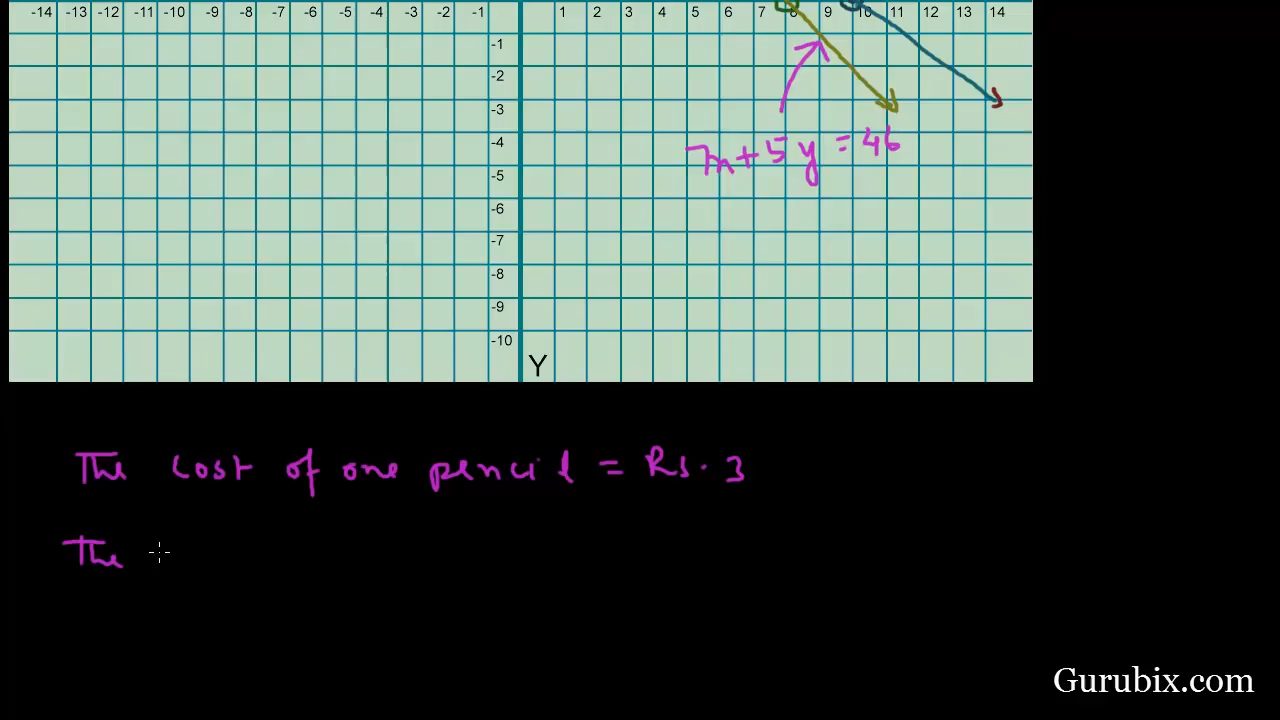 -14 -13 -12 -11 -10 -9 -8 -7 -6 -5 -4 -3 -2 -1 1 2 3 4 5 6 7 8 9 10 11 12 13 14
-1
-2
-3
-4
7x+5y=46
-5
-6
-7
-8
-9
-10
Y
The cost of one pencil = Rs. 3
The
Gurubix.com